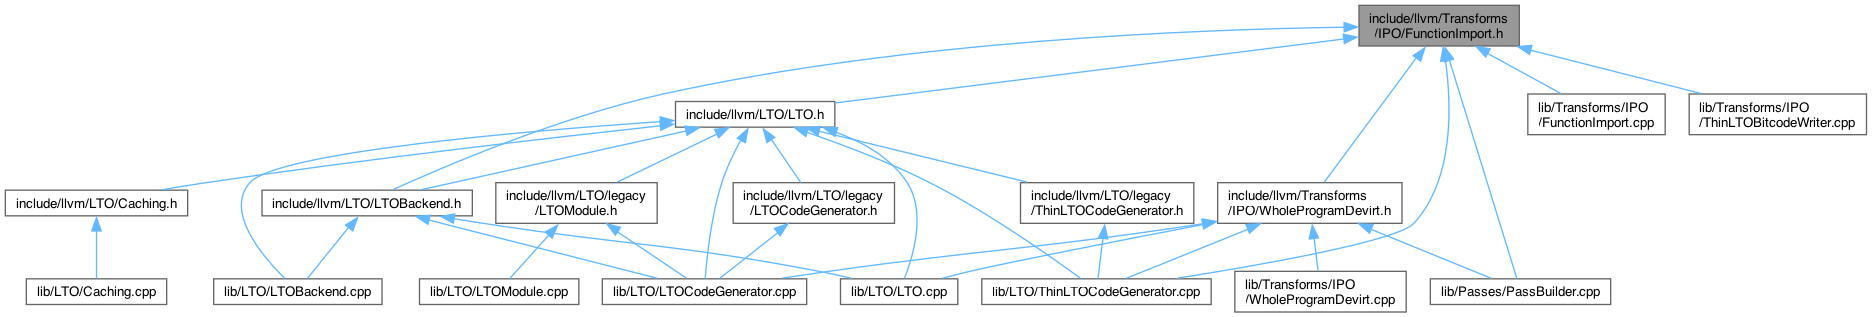 include/llvm/Transforms
/IPO/FunctionImport.h
include/llvm/LTO/LTO.h
lib/Transforms/IPO
/FunctionImport.cpp
lib/Transforms/IPO
/ThinLTOBitcodeWriter.cpp
include/llvm/LTO/Caching.h
include/llvm/LTO/LTOBackend.h
include/llvm/LTO/legacy
/LTOModule.h
include/llvm/LTO/legacy
/LTOCodeGenerator.h
include/llvm/LTO/legacy
/ThinLTOCodeGenerator.h
include/llvm/Transforms
/IPO/WholeProgramDevirt.h
lib/LTO/Caching.cpp
lib/LTO/LTOBackend.cpp
lib/LTO/LTOModule.cpp
lib/LTO/LTOCodeGenerator.cpp
lib/LTO/LTO.cpp
lib/LTO/ThinLTOCodeGenerator.cpp
lib/Transforms/IPO
/WholeProgramDevirt.cpp
lib/Passes/PassBuilder.cpp